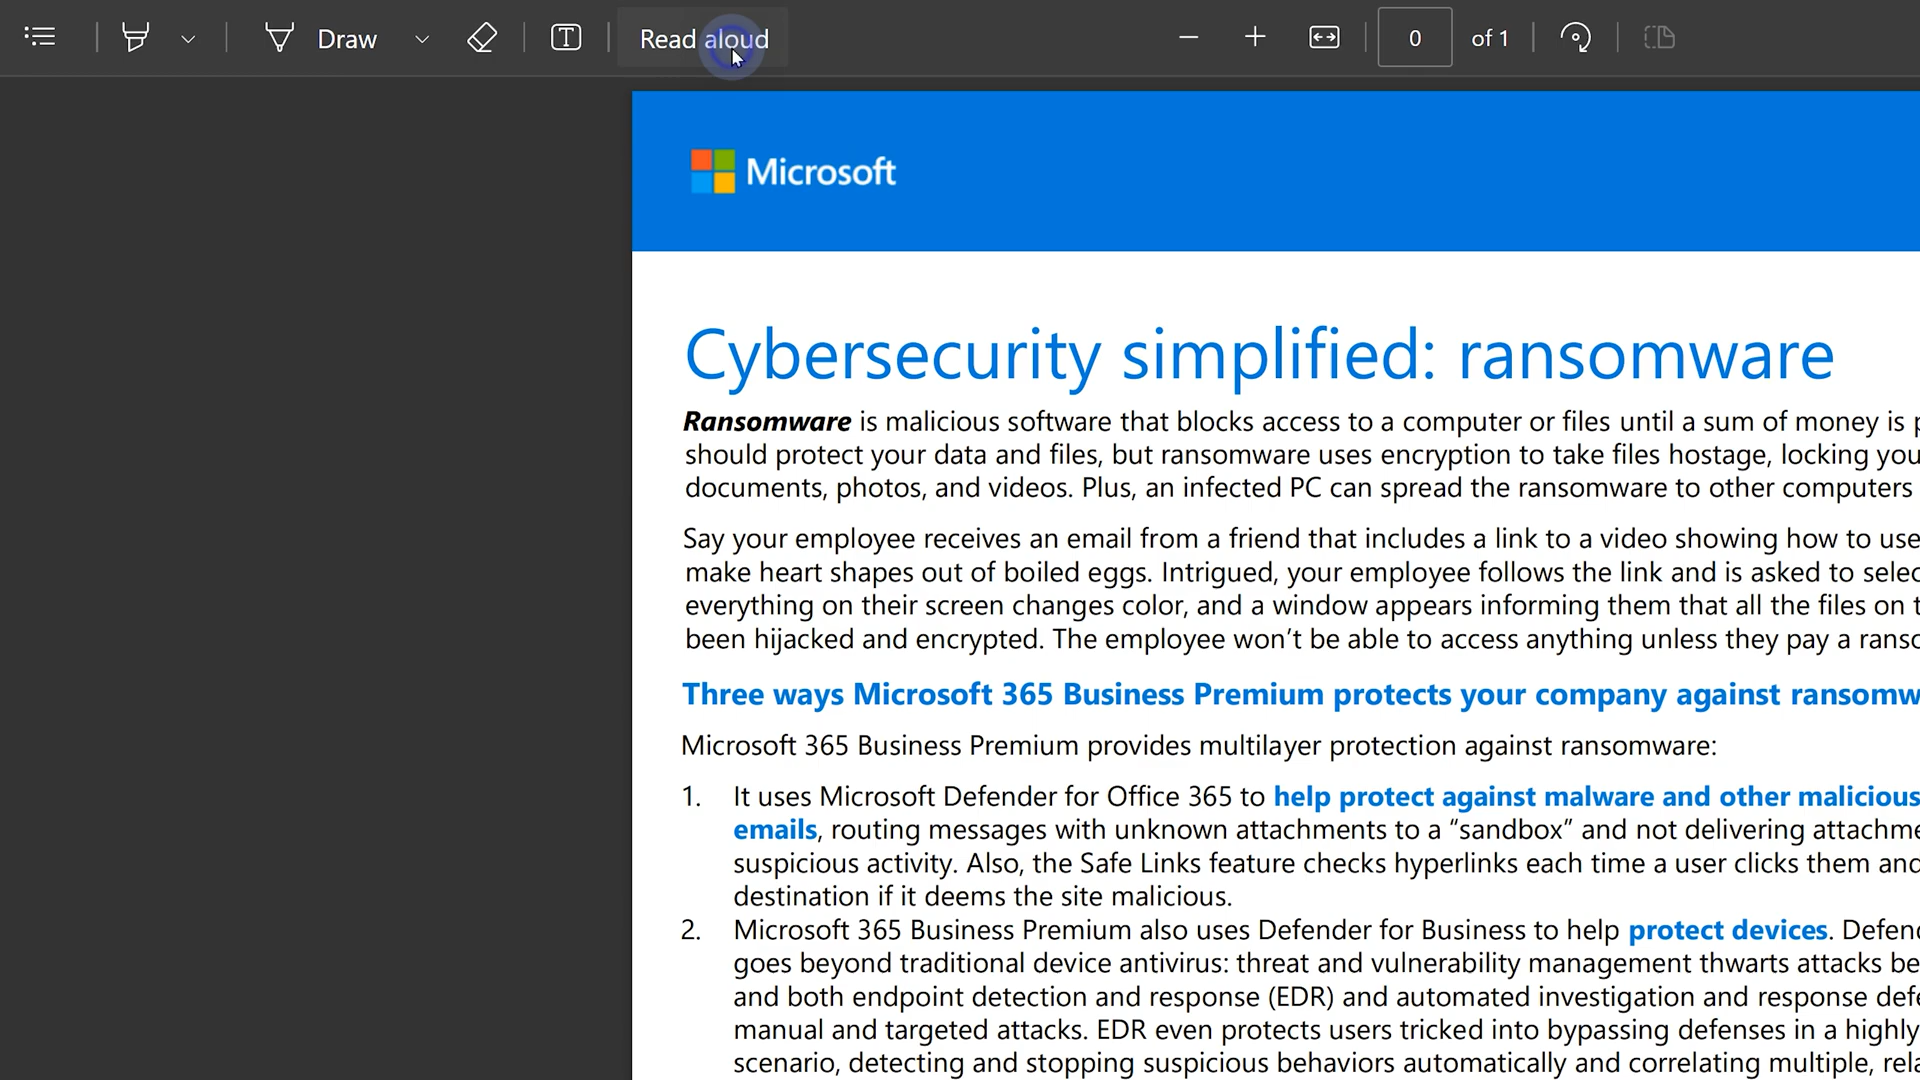 Draw
Read aloud
0 of 1
Microsoft
Cybersecurity simplified: ransomware
Ransomware is malicious software that blocks access to a computer or files until a sum of money is
should protect your data and files, but ransomware uses encryption to take files hostage, locking you
documents, photos, and videos. Plus, an infected PC can spread the ransomware to other computers
Say your employee receives an email from a friend that includes a link to a video showing how to use
make heart shapes out of boiled eggs. Intrigued, your employee follows the link and is asked to selec
everything on their screen changes color, and a window appears informing them that all the files on
been hijacked and encrypted. The employee won't be able to access anything unless they pay a ranso
Three ways Microsoft 365 Business Premium protects your company against ransomw
Microsoft 365 Business Premium provides multilayer protection against ransomware:
1. It uses Microsoft Defender for Office 365 to help protect against malware and other malicious
emails, routing messages with unknown attachments to a “sandbox” and not delivering attachme
suspicious activity. Also, the Safe Links feature checks hyperlinks each time a user clicks them and
destination if it deems the site malicious.
2. Microsoft 365 Business Premium also uses Defender for Business to help protect devices. Defend
goes beyond traditional device antivirus: threat and vulnerability management thwarts attacks be
and both endpoint detection and response (EDR) and automated investigation and response defe
manual and targeted attacks. EDR even protects users tricked into bypassing defenses in a highly
scenario, detecting and stopping suspicious behaviors automatically and correlating multiple, rela